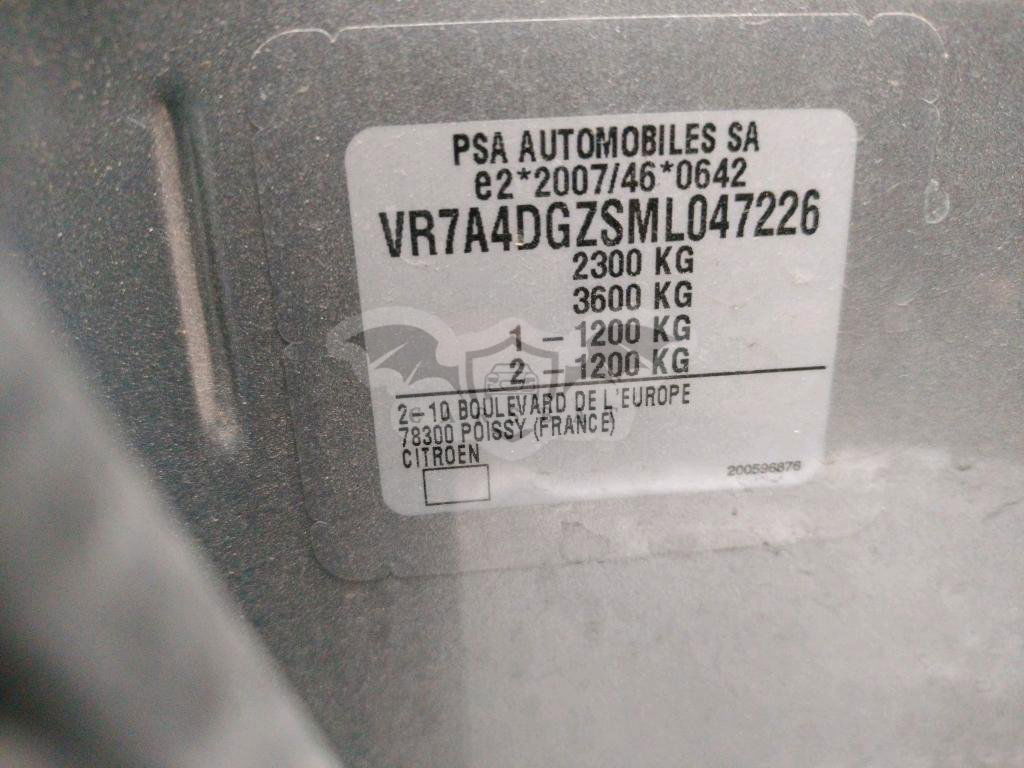 PSA AUTOMOBILES SA
e2*2007/46*0642
VR7A4DGZSML047226
2300 KG
3600 KG
1 - 1200 KG
2 - 1200 KG
2-10 BOULEVARD DE L'EUROPE
78300 POISSY (FRANCE)
CITROEN
200596876